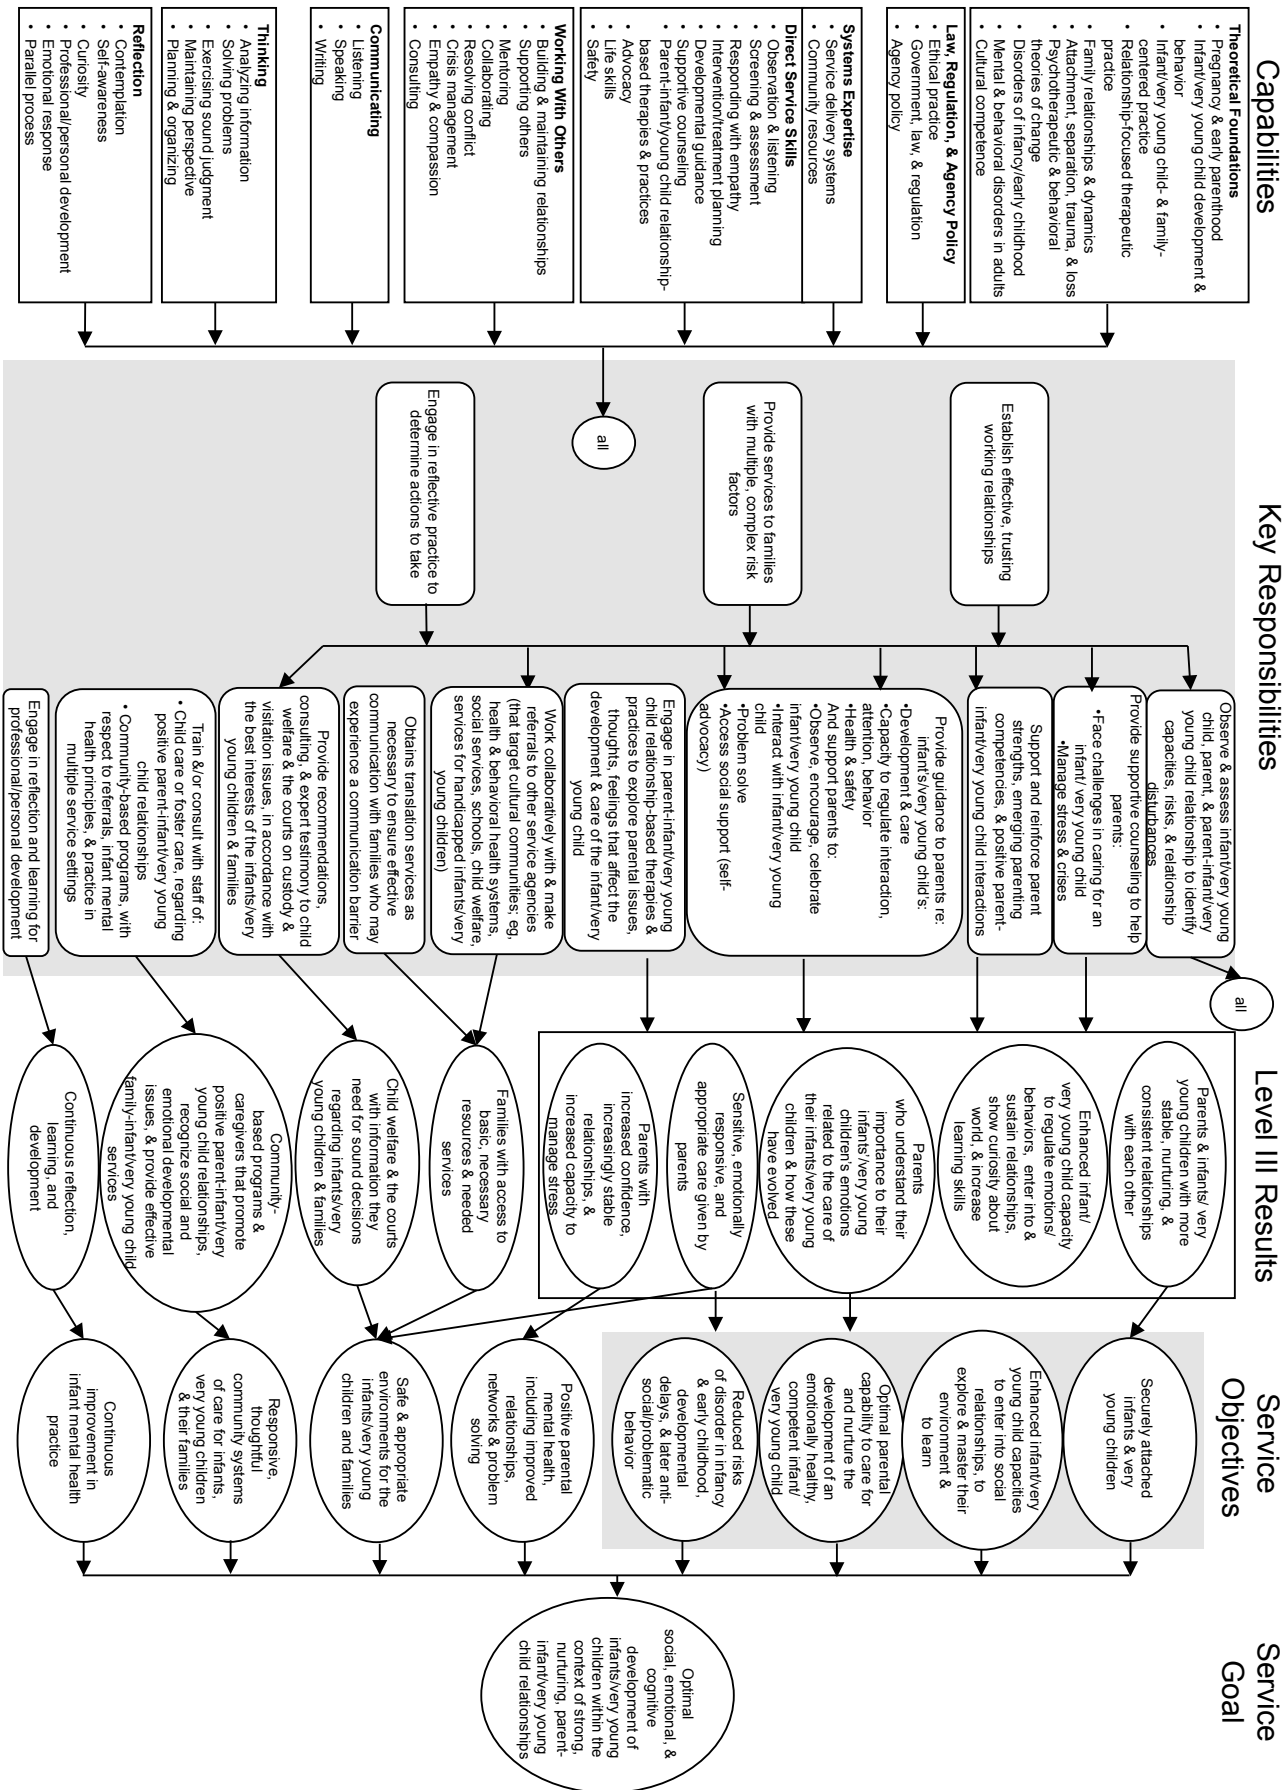 Capabilities
Theoretical Foundations
• Pregnancy & early parenthood
• Infant/very young child development &
behavior
• Infant/very young child- & family-
centered practice
• Relationship-focused therapeutic
practice
• Family relationships & dynamics
• Attachment, separation, trauma, & loss
• Psychotherapeutic & behavioral
theories of change
• Disorders of infancy/early childhood
• Mental & behavioral disorders in adults
• Cultural competence
Law, Regulation, & Agency Policy
• Ethical practice
• Government, law, & regulation
• Agency policy
Systems Expertise
• Service delivery systems
• Community resources
Direct Service Skills
• Observation & listening
• Screening & assessment
• Responding with empathy
• Intervention/treatment planning
• Developmental guidance
• Supportive counseling
• Parent-infant/young child relationship-
based therapies & practices
• Advocacy
• Life skills
• Safety
Working With Others
• Building & maintaining relationships
• Supporting others
• Mentoring
• Collaborating
• Resolving conflict
• Crisis management
• Empathy & compassion
• Consulting
Communicating
• Listening
• Speaking
• Writing
Thinking
• Analyzing information
• Solving problems
• Exercising sound judgment
• Maintaining perspective
• Planning & organizing
Reflection
• Contemplation
• Self-awareness
• Curiosity
• Professional/personal development
• Emotional response
• Parallel process
Key Responsibilities
Establish effective, trusting
working relationships
Provide services to families
with multiple, complex risk
factors
all
Engage in reflective practice to
determine actions to take
Observe & assess infant/very young
child, parent, & parent-infant/very
young child relationship to identify
capacities, risks, & relationship
disturbances
Provide supportive counseling to help
parents:
•Face challenges in caring for an
infant/ very young child
•Manage stress & crises
Support and reinforce parent
strengths, emerging parenting
competencies, & positive parent-
infant/very young child interactions
Provide guidance to parents re:
infant's/very young child's:
•Development & care
•Capacity to regulate interaction,
attention, behavior
•Health & safety
And support parents to:
•Observe, encourage, celebrate
infant/very young child
•Interact with infant/very young
child
•Problem solve
•Access social support (self-
advocacy)
Engage in parent-infant/very young
child relationship-based therapies &
practices to explore parental issues,
thoughts, feelings that affect the
development & care of the infant/very
young child
Work collaboratively with & make
referrals to other service agencies
(that target cultural communities; eg,
health & behavioral health systems,
social services, schools, child welfare,
services for handicapped infants/very
young children)
Obtains translation services as
necessary to ensure effective
communication with families who may
experience a communication barrier
Provide recommendations,
consulting, & expert testimony to child
welfare & the courts on custody &
visitation issues, in accordance with
the best interests of the infants/very
young children & families
Train &/or consult with staff of:
• Child care or foster care, regarding
positive parent-infant/very young
child relationships
• Community-based programs, with
respect to referrals, infant mental
health principles, & practice in
multiple service settings
Engage in reflection and learning for
professional/personal development
all
Level III Results
Parents & infants/ very
young children with more
stable, nurturing, &
consistent relationships
with each other
Enhanced infant/
very young child capacity
to regulate emotions/
behaviors, enter into &
sustain relationships,
show curiosity about
world, & increase
learning skills
Parents
who understand their
importance to their
infants'/very young
children's emotions
related to the care of
their infants/very young
children & how these
have evolved
Sensitive, emotionally
responsive, and
appropriate care given by
parents
Parents with
increased confidence,
increasingly stable
relationships, &
increased capacity to
manage stress
Families with access to
basic, necessary
resources & needed
services
Child welfare & the courts
with information they
need for sound decisions
regarding infants/very
young children & families
Community-
based programs &
caregivers that promote
positive parent-infant/very
young child relationships,
recognize social and
emotional developmental
issues, & provide effective
family-infant/very young child
services
Continuous reflection,
learning, and
development
Service
Objectives
Securely attached
infants & very
young children
Enhanced infant/very
young child capacities
to enter into social
relationships, to
explore & master their
environment &
to learn
Optimal parental
capability to care for
and nurture the
development of an
emotionally healthy,
competent infant/
very young child
Reduced risks
of disorder in infancy
& early childhood,
developmental
delays, & later anti-
social/problematic
behavior
Positive parental
mental health,
including improved
relationships,
networks & problem
solving
Safe & appropriate
environments for the
infants/very young
children and families
Responsive,
thoughtful
community systems
of care for infants,
very young children
& their families
Continuous
improvement in
infant mental health
practice
Service
Goal
Optimal
social, emotional, &
cognitive
development of
infants/very young
children within the
context of strong,
nurturing, parent-
infant/very young
child relationships